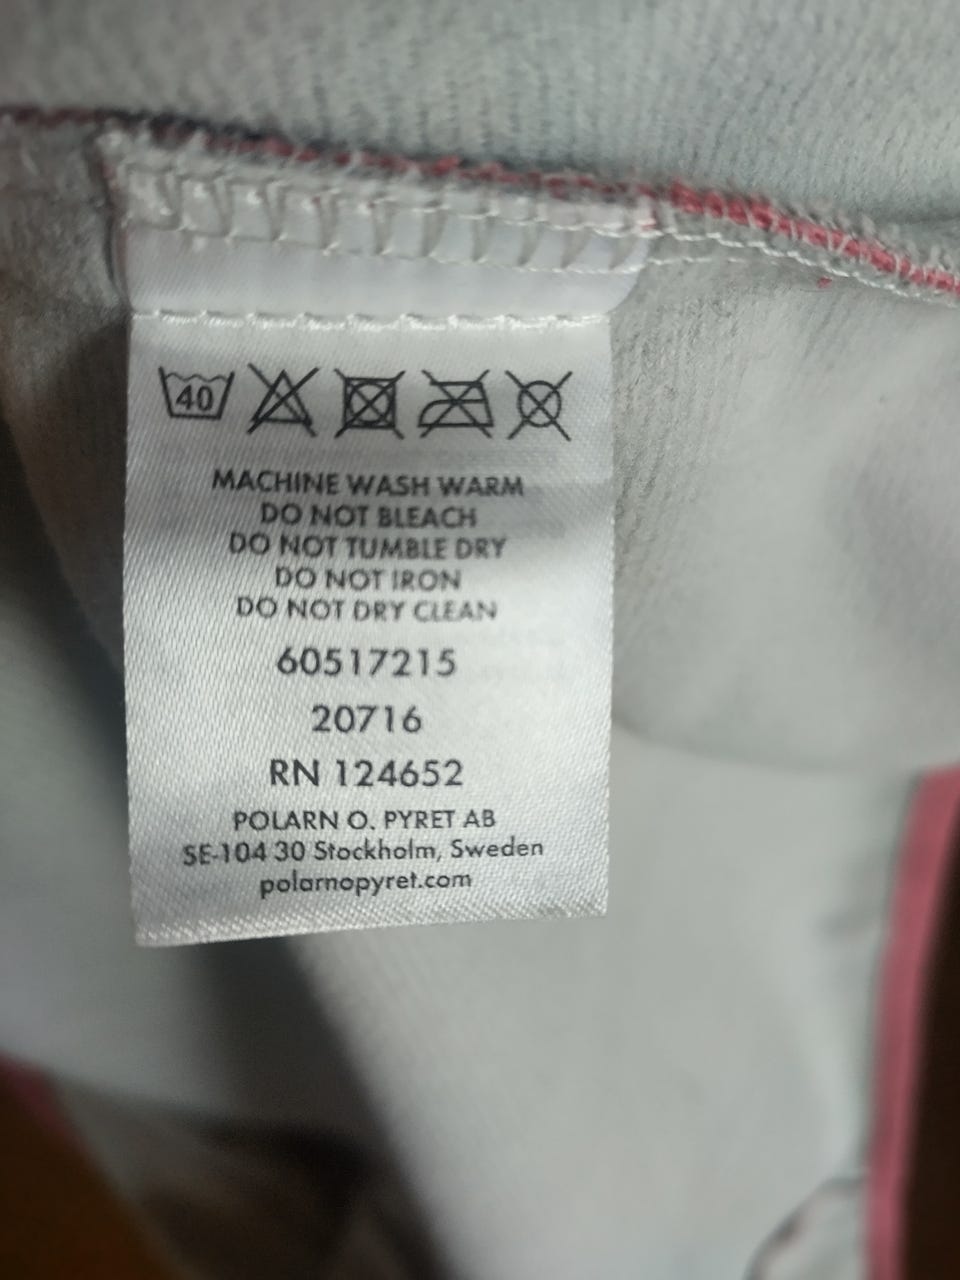 40
MACHINE WASH WARM
DO NOT BLEACH
DO NOT TUMBLE DRY
DO NOT IRON
DO NOT DRY CLEAN
60517215
20716
RN 124652
POLARN O. PYRET AB
SE-104 30 Stockholm, Sweden
polarnopyret.com